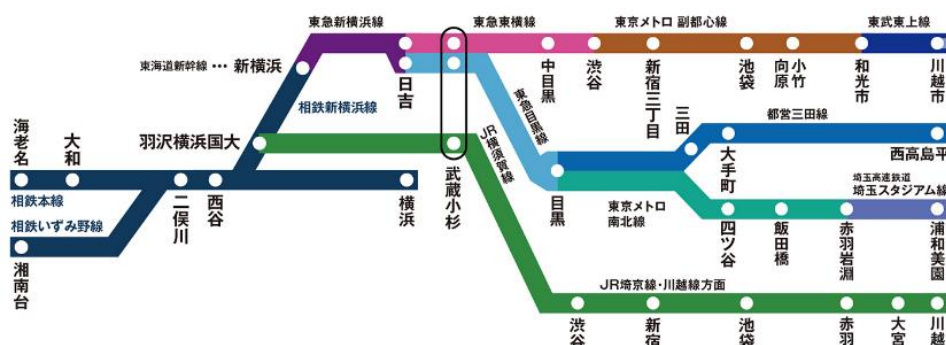 東急新横浜線
東急東横線
東京メトロ 副都心線
東武東上線
東海道新幹線 … 新横浜
日吉
中目黒
渋谷
新宿三丁目
池袋
小竹向原
和光市
川越市
相鉄新横浜線
東急目黒線
三田
都営三田線
海老名
大和
羽沢横浜国大
JR横須賀線
武蔵小杉
大手町
西高島平
埼玉高速鉄道
埼玉スタジアム線
相鉄本線
二俣川
西谷
横浜
目黒
東京メトロ
南北線
相鉄いずみ野線
四ツ谷
飯田橋
赤羽岩淵
浦和美園
湘南台
JR埼京線・川越線方面
渋谷
新宿
池袋
赤羽
大宮
川越